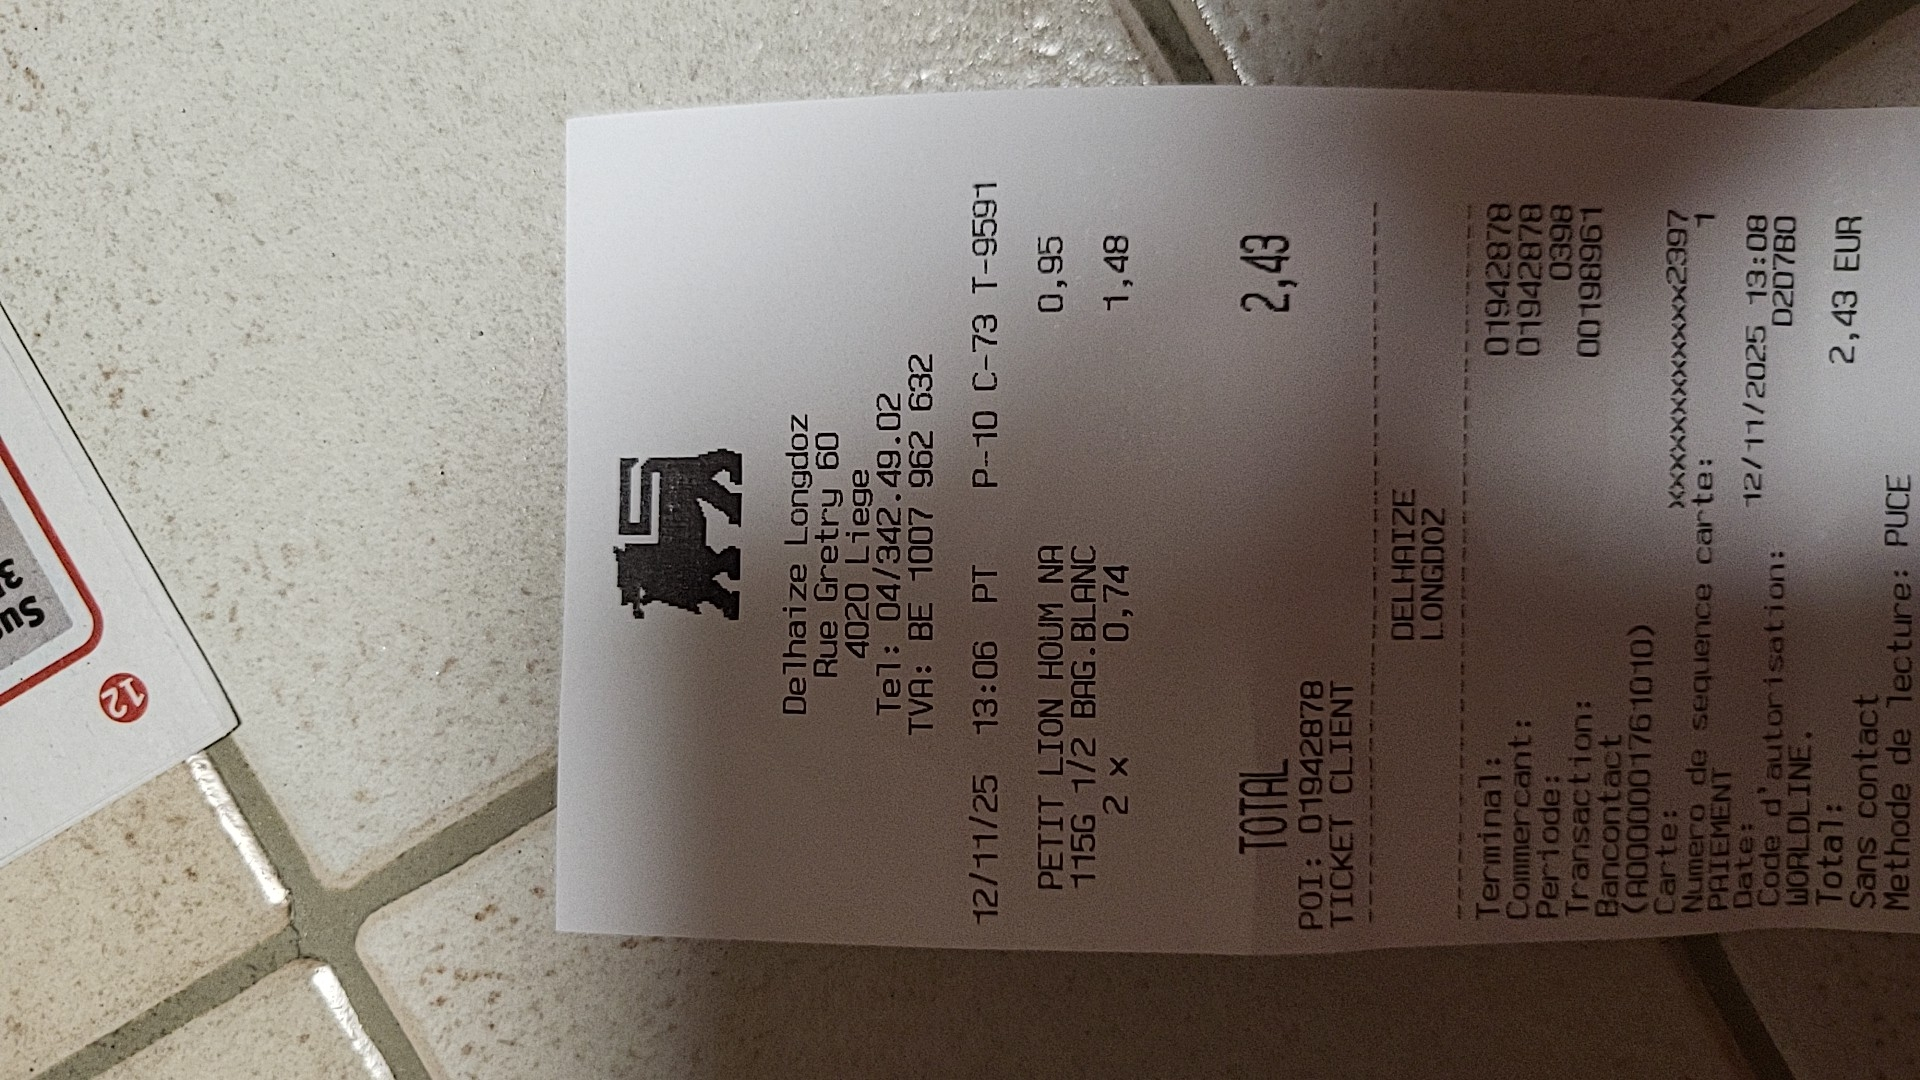 Delhaize Longdoz
Rue Gretry 60
4020 Liege
Tel: 04/342.49.02
TVA: BE 1007 962 632
12/11/25 13:06 PT P-10 C-73 T-9591
PETIT LION HOUM NA 0,95
115G 1/2 BAG.BLANC 1,48
2 x 0,74
TOTAL 2,43
POI: 01942878
TICKET CLIENT
DELHAIZE
LONGDOZ
Terminal: 01942878
Commercant: 01942878
Periode: 0398
Transaction: 00198961
Bancontact
(A0000001761010)
Carte: xxxxxxxxxxxxx2397
Numero de sequence carte: 1
PAIEMENT
Date: 12/11/2025 13:08
Code d'autorisation: D2D7B0
WORLDLINE.
Total: 2,43 EUR
Sans contact
Methode de lecture: PUCE
12